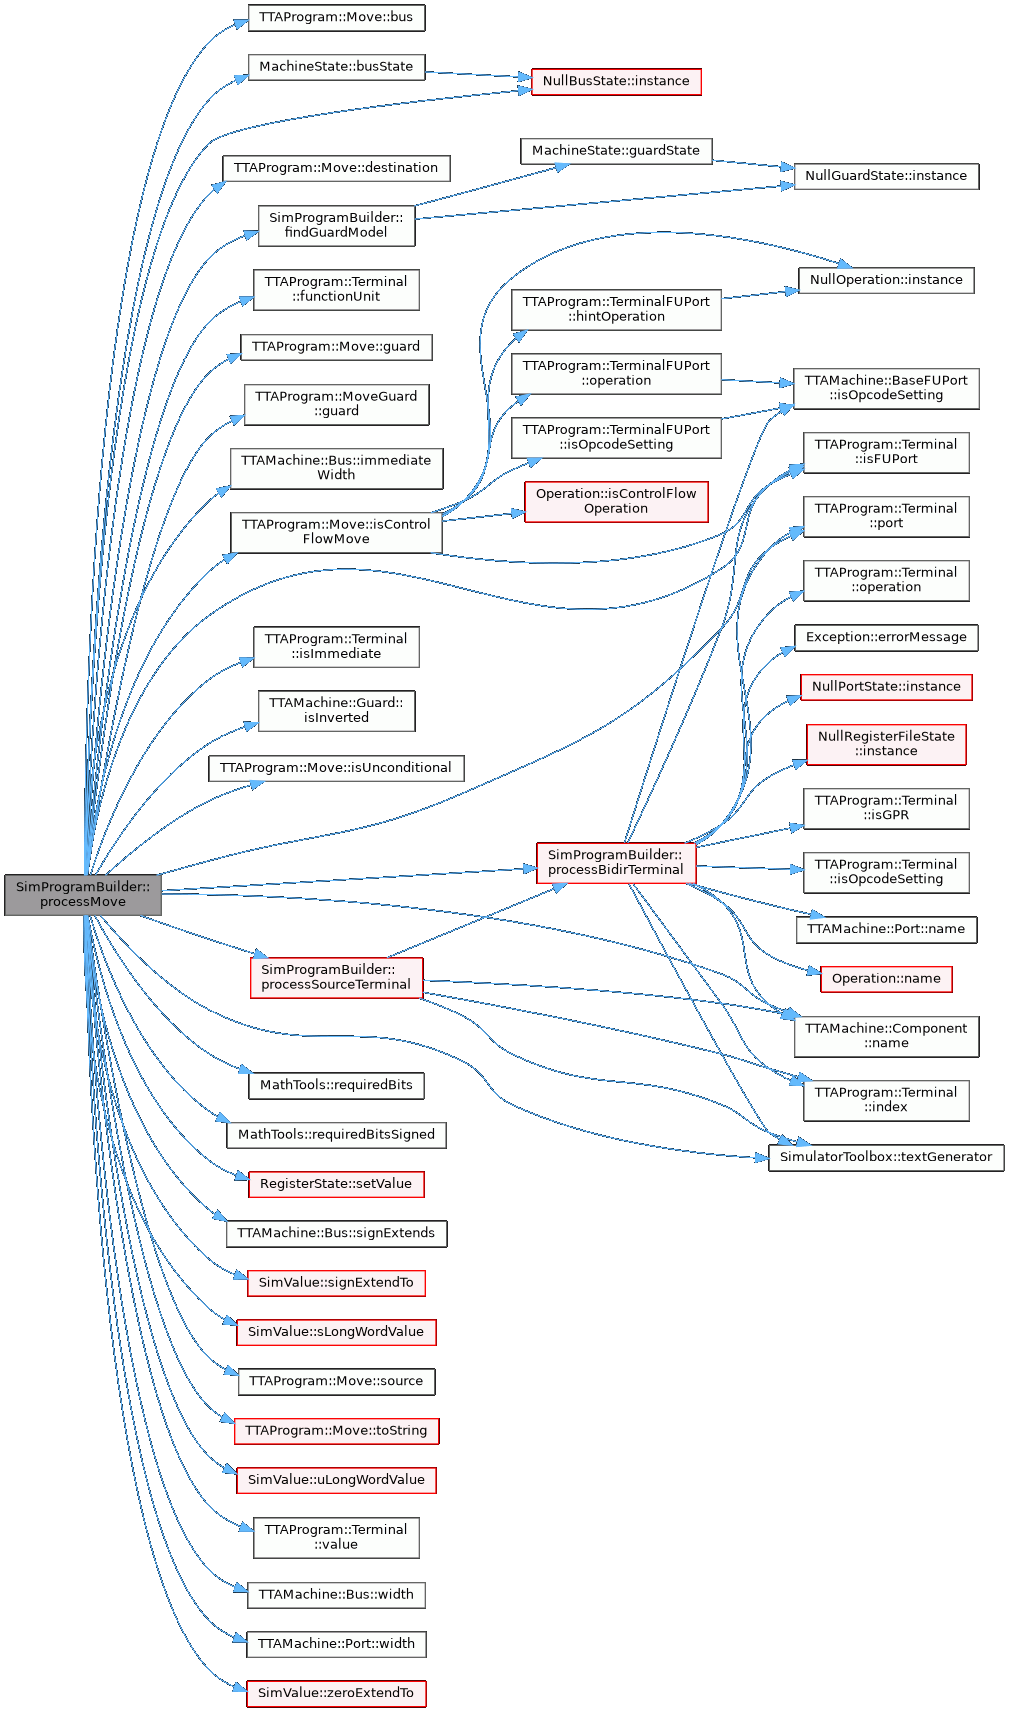 TTAProgram::Move::bus
MachineState::busState
NullBusState::instance
MachineState::guardState
TTAProgram::Move::destination
NullGuardState::instance
SimProgramBuilder::
findGuardModel
NullOperation::instance
TTAProgram::Terminal
::functionUnit
TTAProgram::TerminalFUPort
::hintOperation
TTAProgram::Move::guard
TTAProgram::TerminalFUPort
::operation
TTAMachine::BaseFUPort
::isOpcodeSetting
TTAProgram::MoveGuard
::guard
TTAProgram::TerminalFUPort
::isOpcodeSetting
TTAProgram::Terminal
::isFUPort
TTAMachine::Bus::immediate
Width
Operation::isControlFlow
Operation
TTAProgram::Terminal
::port
TTAProgram::Move::isControl
FlowMove
TTAProgram::Terminal
::operation
Exception::errorMessage
TTAProgram::Terminal
::isImmediate
NullPortState::instance
TTAMachine::Guard::
isInverted
NullRegisterFileState
::instance
TTAProgram::Move::isUnconditional
TTAProgram::Terminal
::isGPR
SimProgramBuilder::
processBidirTerminal
TTAProgram::Terminal
::isOpcodeSetting
SimProgramBuilder::
processMove
TTAMachine::Port::name
SimProgramBuilder::
processSourceTerminal
Operation::name
TTAMachine::Component
::name
MathTools::requiredBits
TTAProgram::Terminal
::index
MathTools::requiredBitsSigned
SimulatorToolbox::textGenerator
RegisterState::setValue
TTAMachine::Bus::signExtends
SimValue::signExtendTo
SimValue::sLongWordValue
TTAProgram::Move::source
TTAProgram::Move::toString
SimValue::uLongWordValue
TTAProgram::Terminal
::value
TTAMachine::Bus::width
TTAMachine::Port::width
SimValue::zeroExtendTo